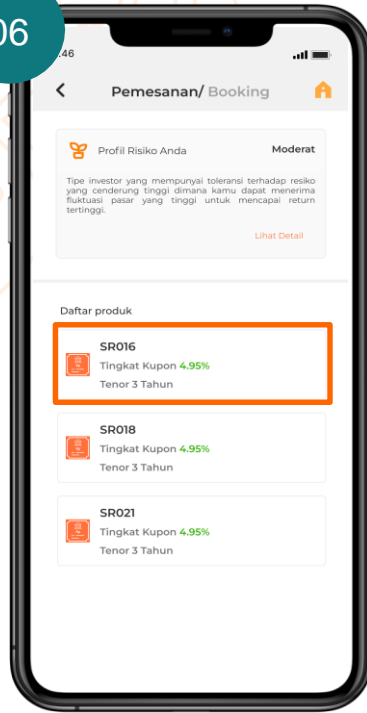 06
:46
Pemesanan/ Booking
Profil Risiko Anda
Moderat
Tipe investor yang mempunyai toleransi terhadap resiko
yang cenderung tinggi dimana kamu dapat menerima
fluktuasi pasar yang tinggi untuk mencapai return
tertinggi.
Lihat Detail
Daftar produk
SR016
Tingkat Kupon 4.95%
Tenor 3 Tahun
SR018
Tingkat Kupon 4.95%
Tenor 3 Tahun
SR021
Tingkat Kupon 4.95%
Tenor 3 Tahun